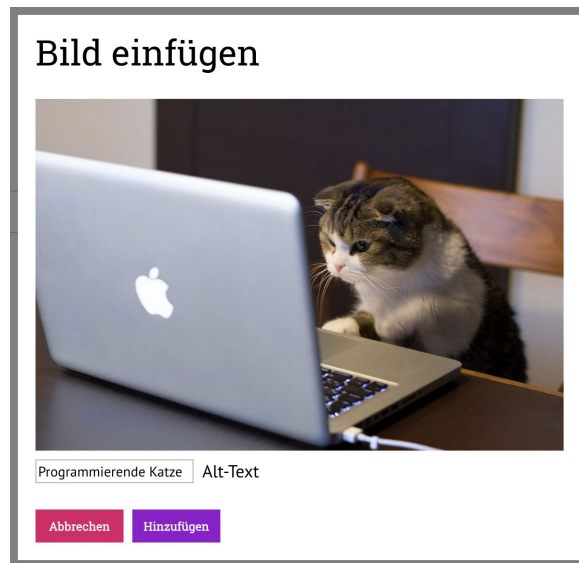 Bild einfügen
Programmierende Katze Alt-Text
Abbrechen Hinzufügen